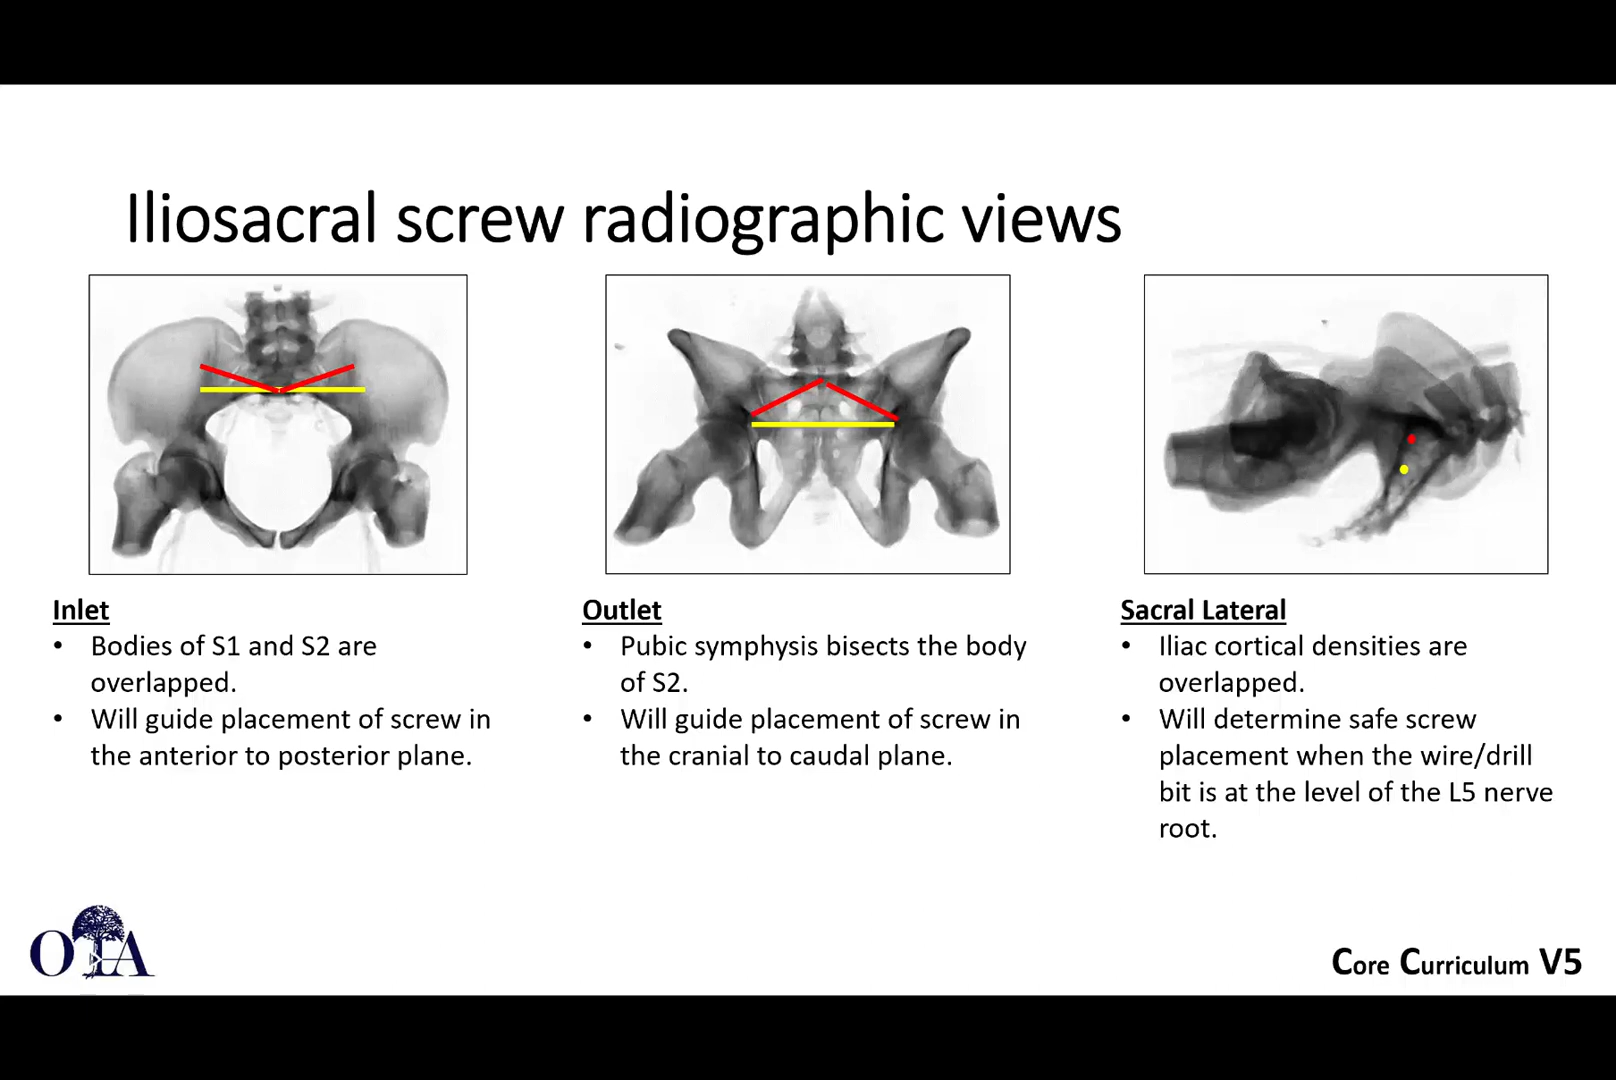 Iliosacral screw radiographic views
Inlet
• Bodies of S1 and S2 are
overlapped.
• Will guide placement of screw in
the anterior to posterior plane.
Outlet
• Pubic symphysis bisects the body
of S2.
• Will guide placement of screw in
the cranial to caudal plane.
Sacral Lateral
• Iliac cortical densities are
overlapped.
• Will determine safe screw
placement when the wire/drill
bit is at the level of the L5 nerve
root.
OTA
Core Curriculum V5